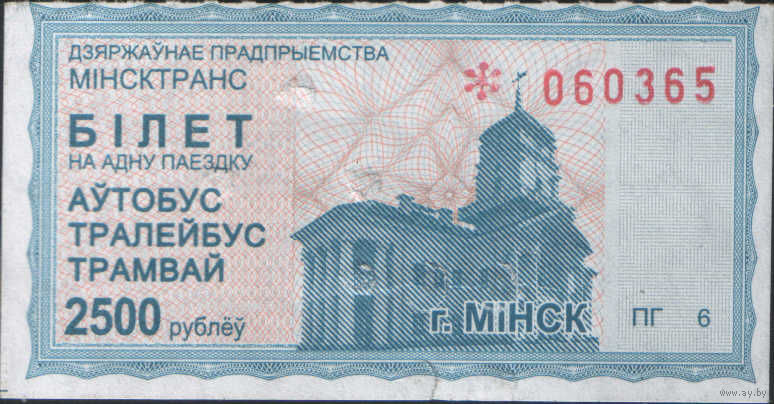 ДЗЯРЖАЎНАЕ ПРАДПРЫЕМСТВА
МІНСКТРАНС
060365
БІЛЕТ
НА АДНУ ПАЕЗДКУ
АЎТОБУС
ТРАЛЕЙБУС
ТРАМВАЙ
2500 рублёў
г. МіНСК
ПГ 6
www.ay.by